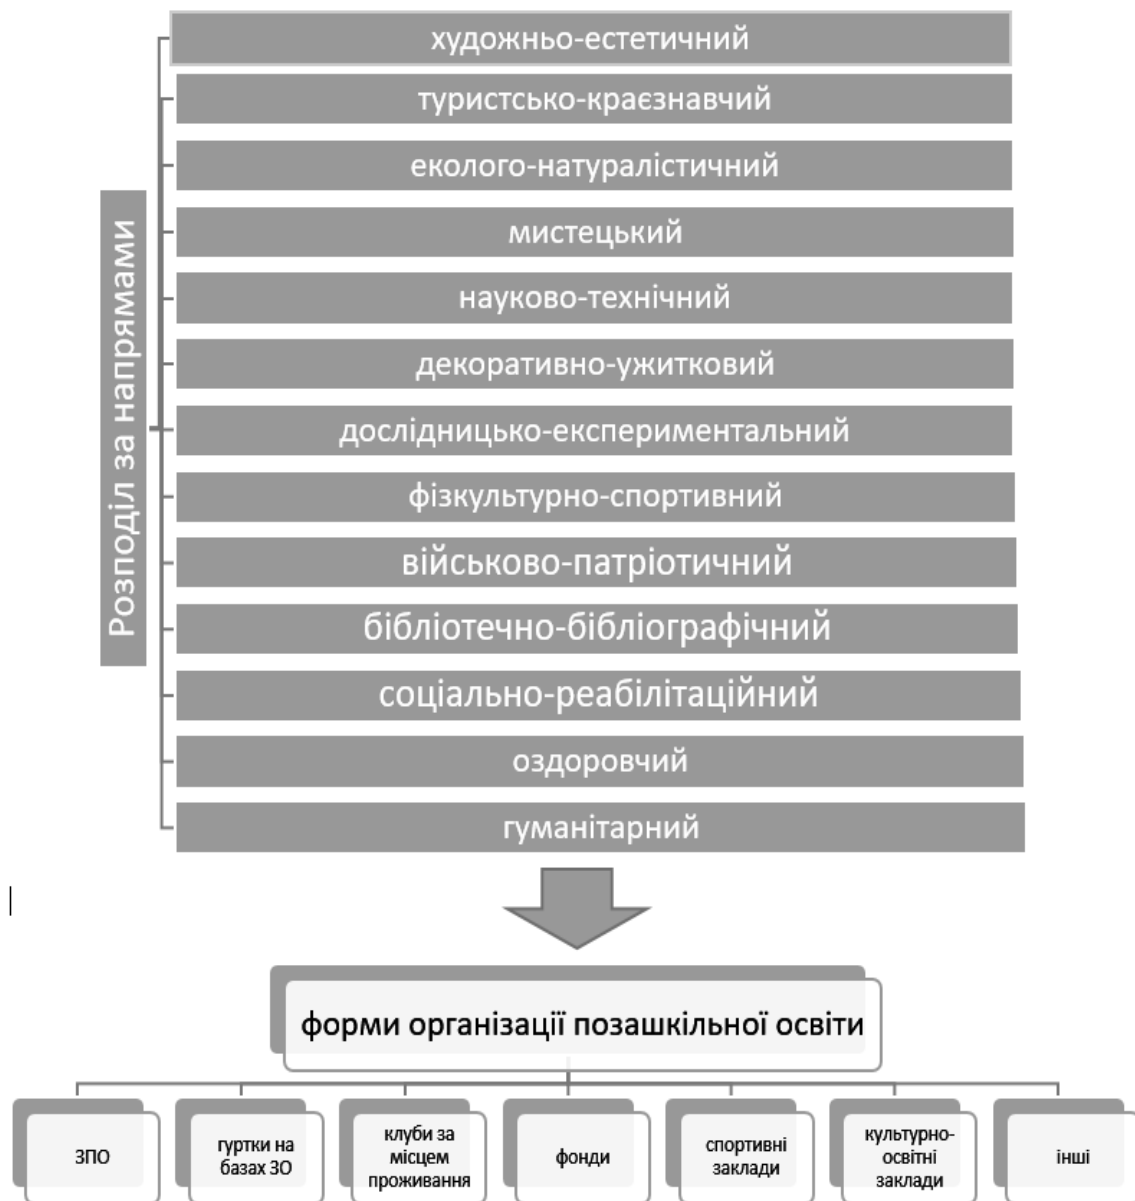 художньо-естетичний
туристсько-краєзнавчий
еколого-натуралістичний
мистецький
науково-технічний
декоративно-ужитковий
дослідницько-експериментальний
фізкультурно-спортивний
військово-патріотичний
бібліотечно-бібліографічний
соціально-реабілітаційний
оздоровчий
гуманітарний
Розподіл за напрямами
форми організації позашкільної освіти
ЗПО
гуртки на
базах ЗО
клуби за
місцем
проживання
фонди
спортивні
заклади
культурно-
освітні
заклади
інші